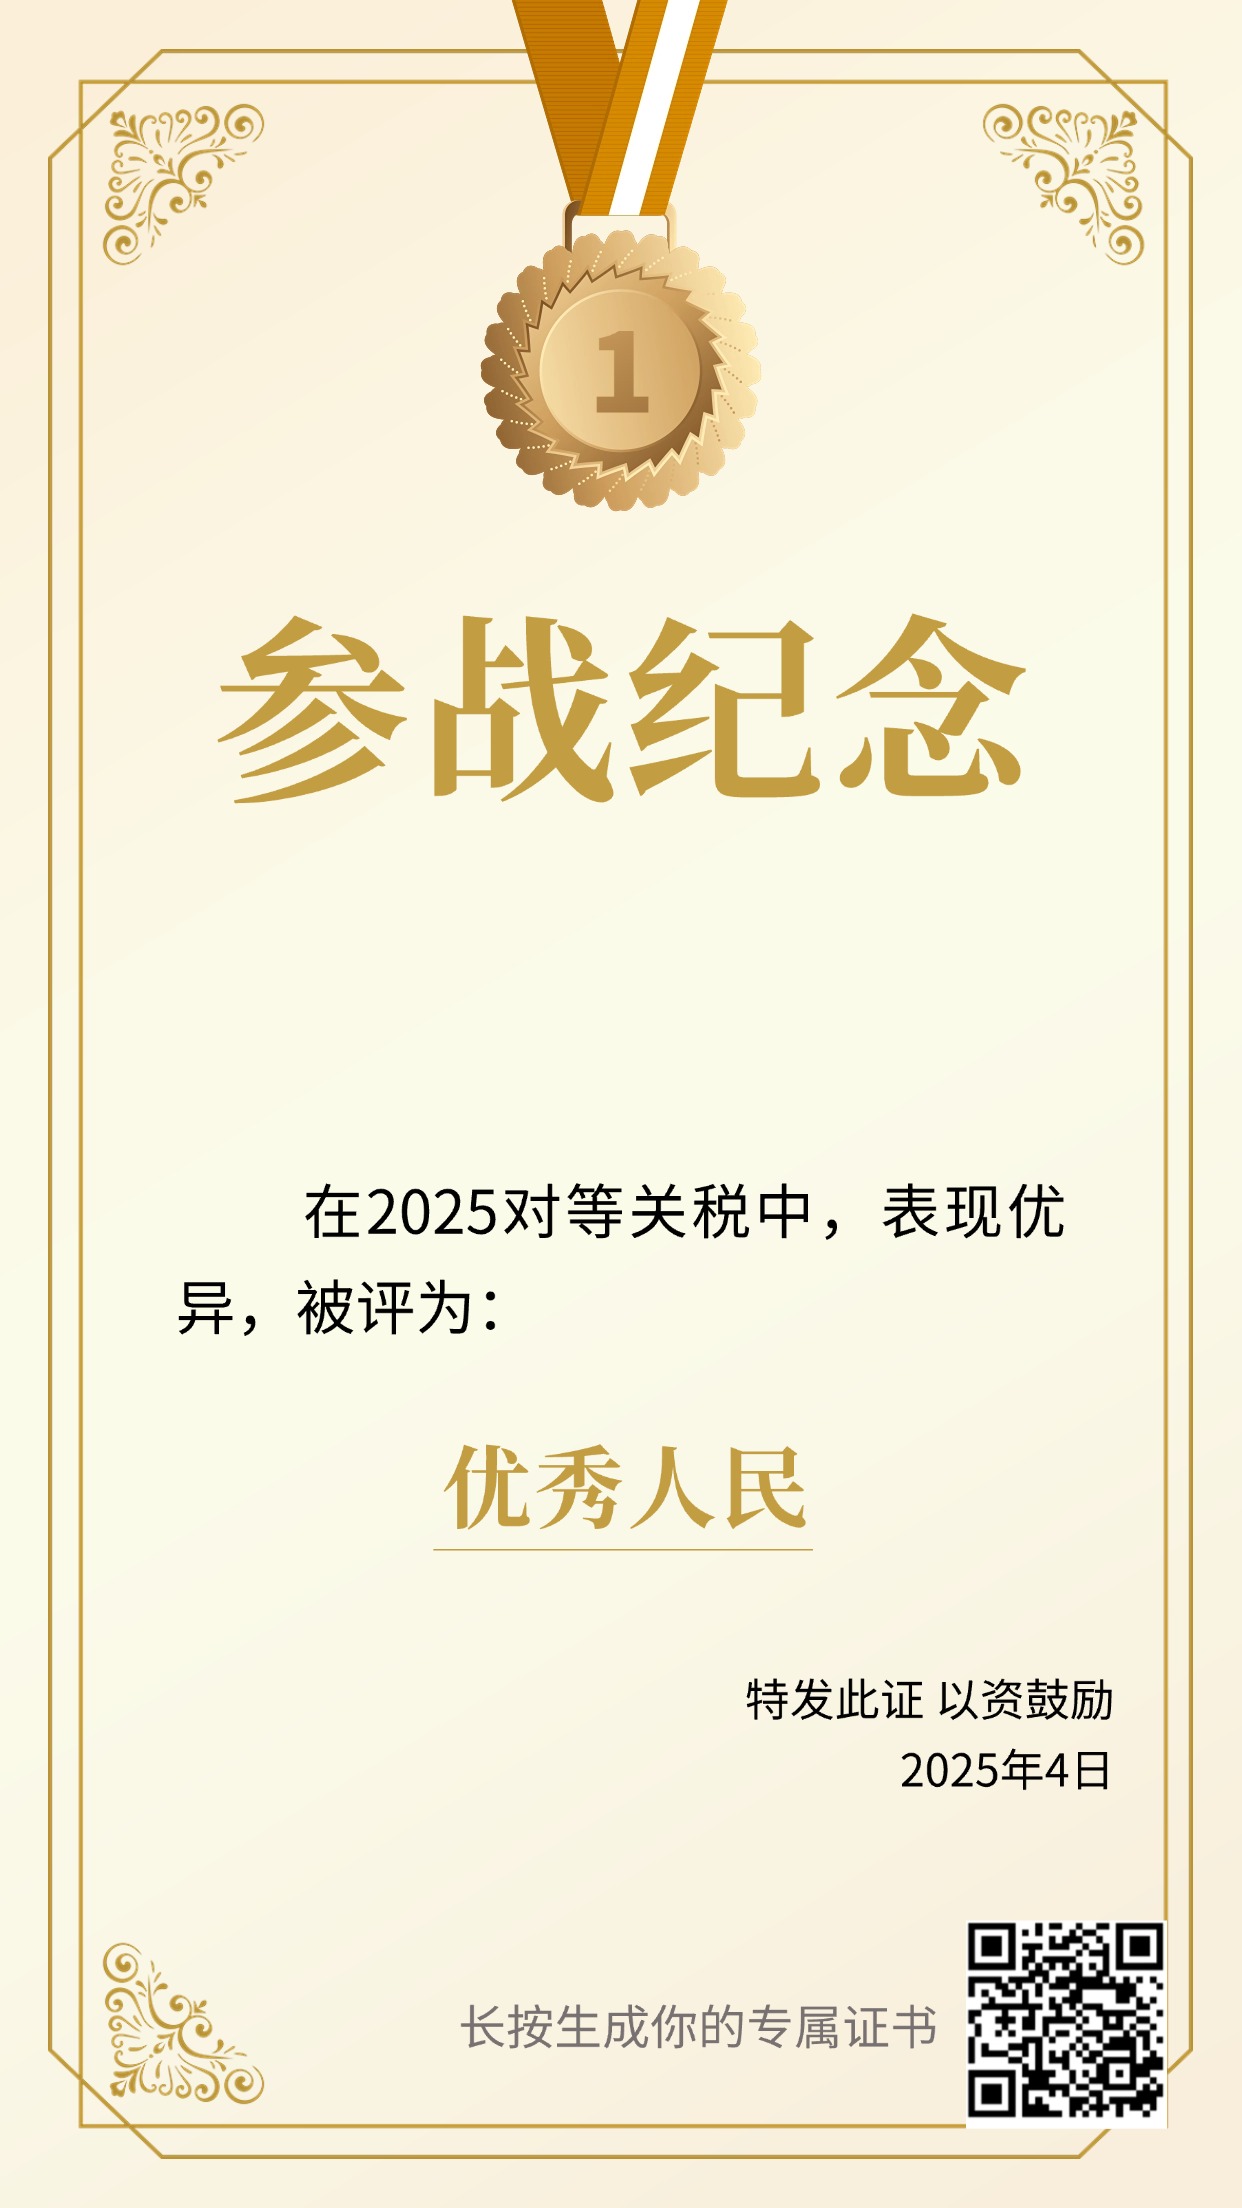 1
参战纪念
在2025对等关税中，表现优
异，被评为：
优秀人民
特发此证 以资鼓励
2025年4日
长按生成你的专属证书